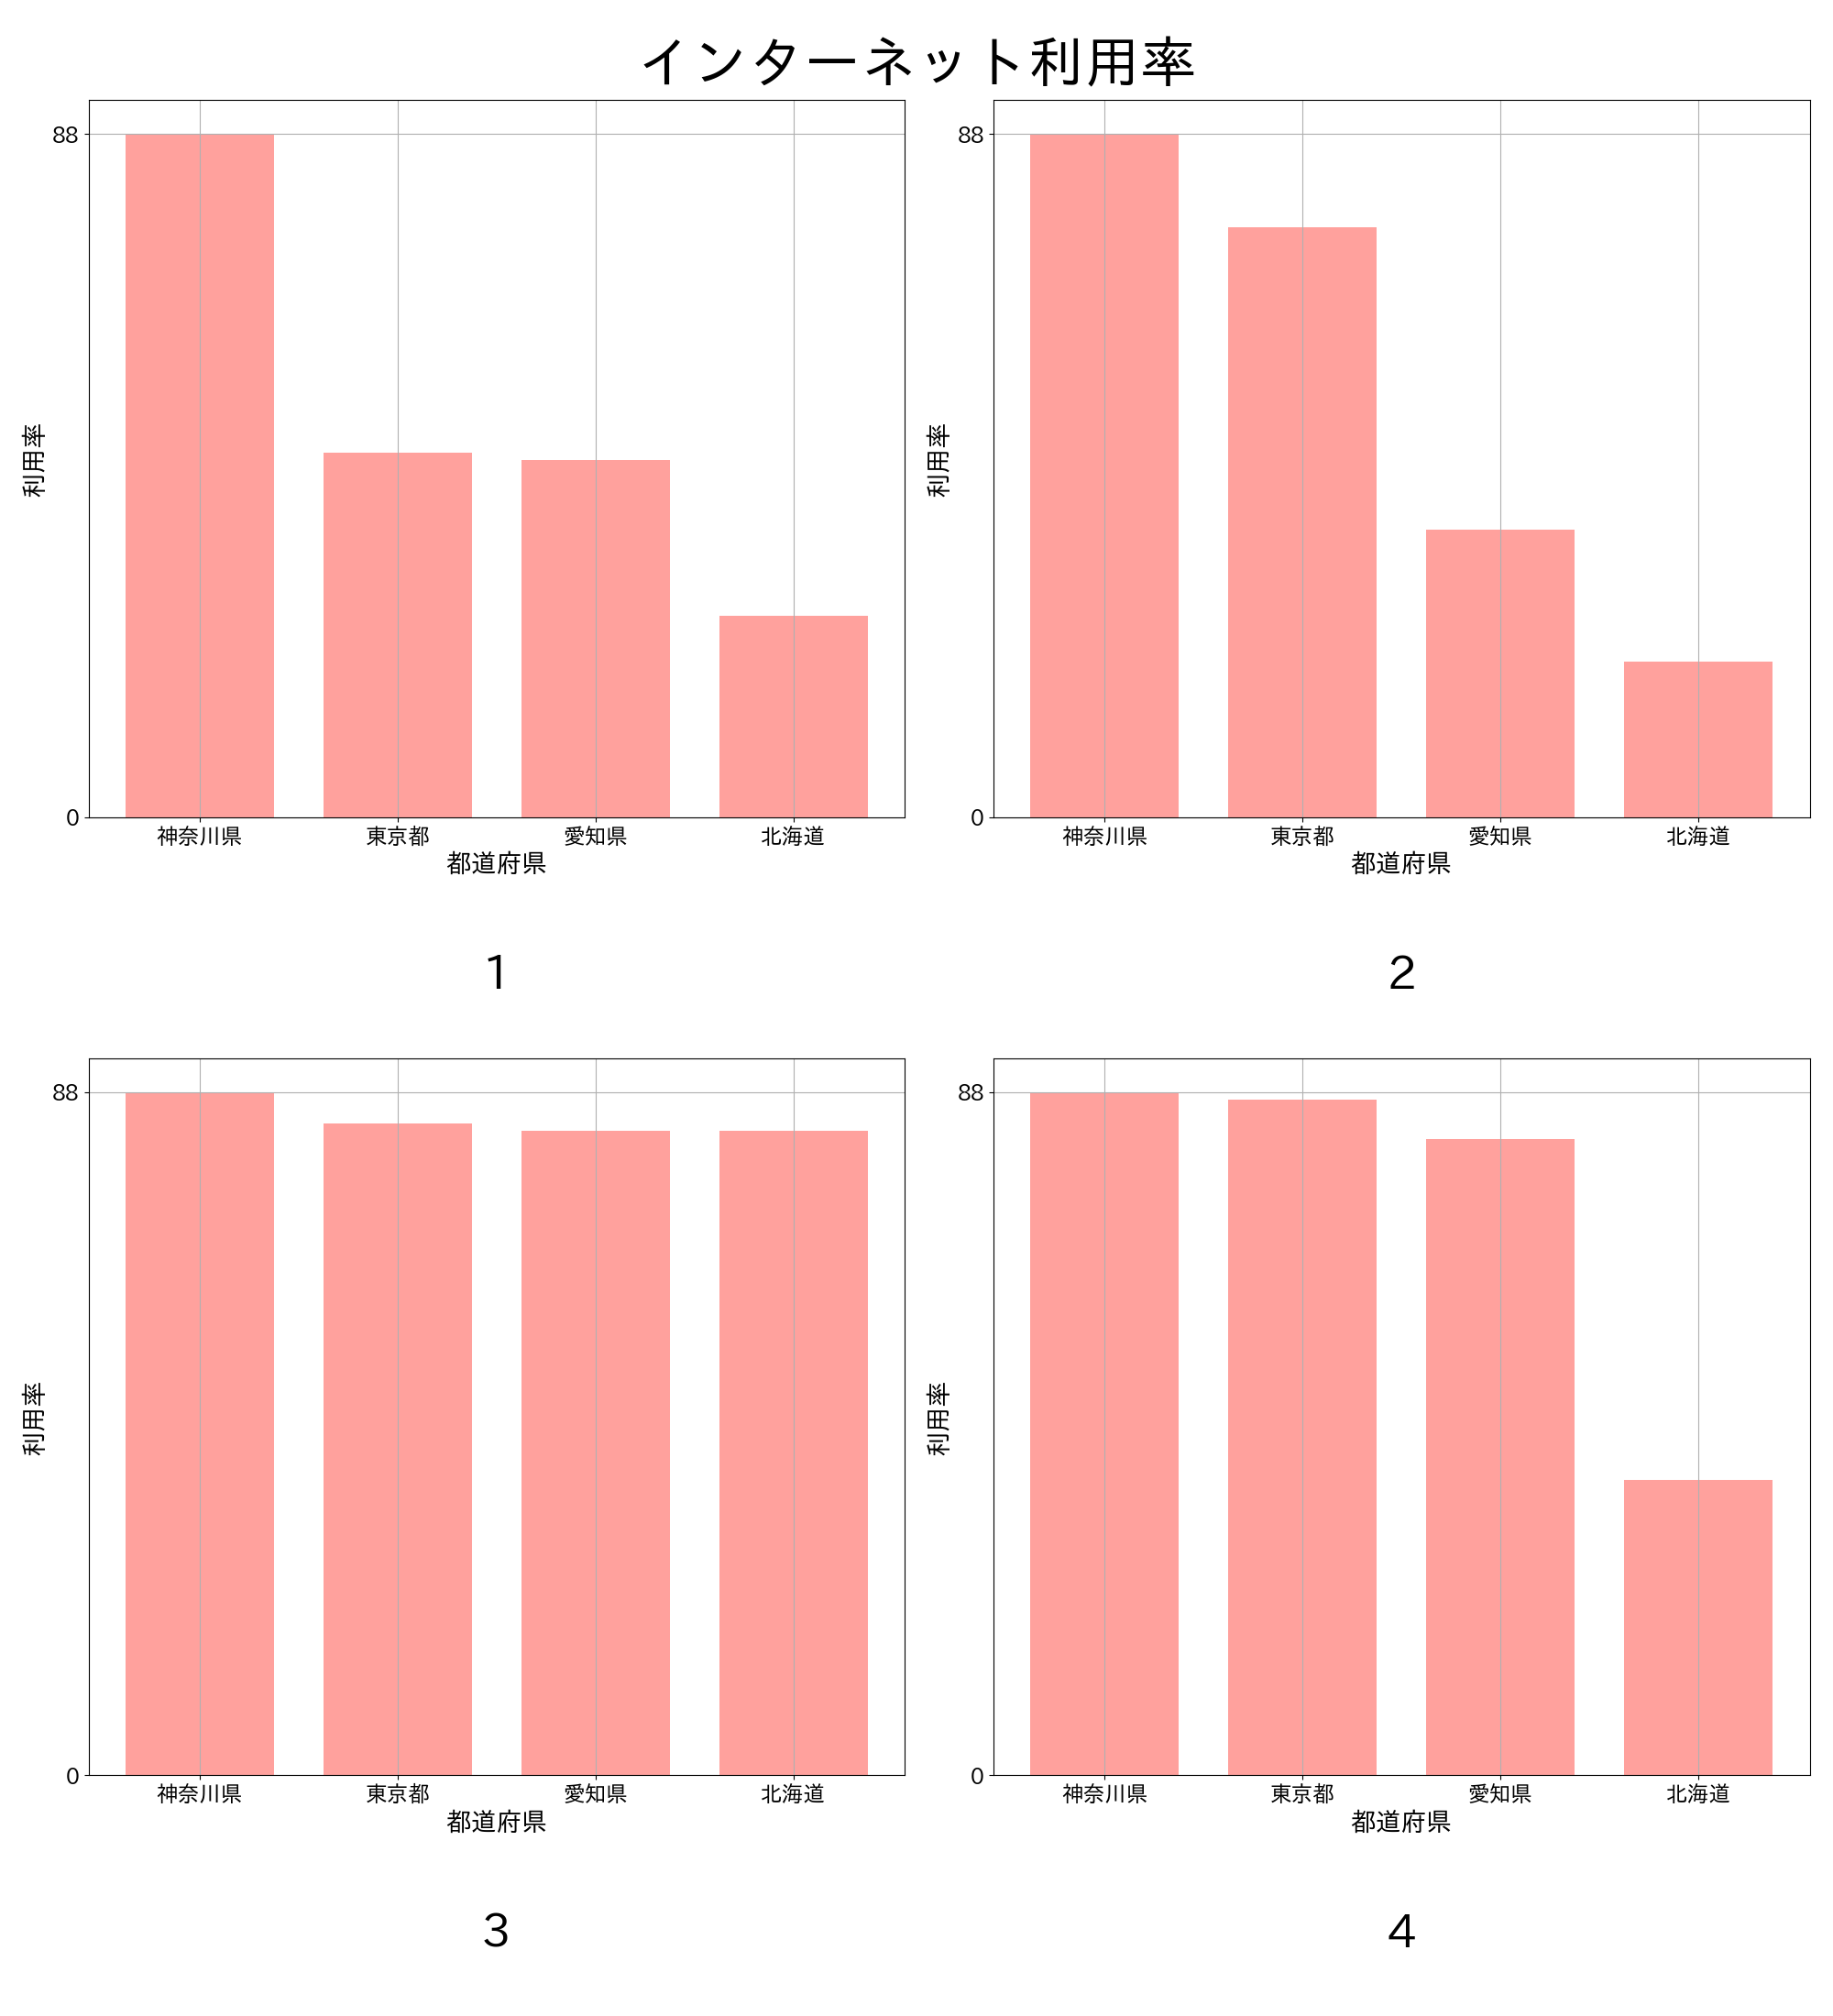 インターネット利用率
88
0
利用率
神奈川県 東京都 愛知県 北海道
都道府県
1
88
0
利用率
神奈川県 東京都 愛知県 北海道
都道府県
2
88
0
利用率
神奈川県 東京都 愛知県 北海道
都道府県
3
88
0
利用率
神奈川県 東京都 愛知県 北海道
都道府県
4